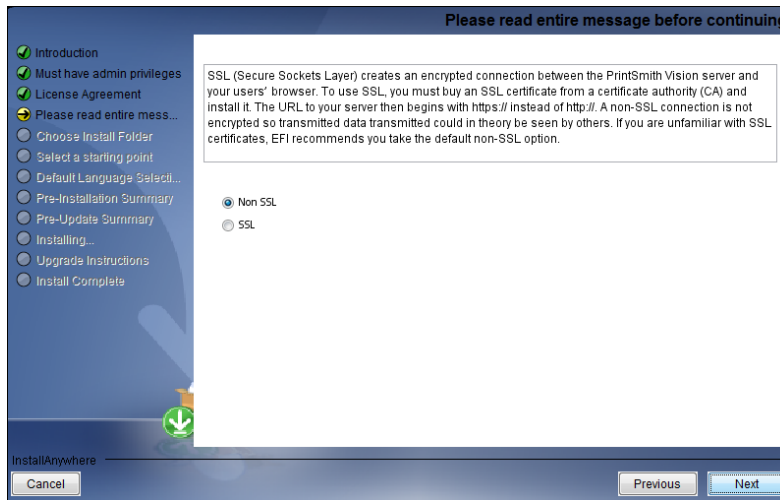 Please read entire message before continuing
Introduction
Must have admin privileges
License Agreement
Please read entire mess...
Choose Install Folder
Select a starting point
Default Language Selecti...
Pre-Installation Summary
Pre-Update Summary
Installing...
Upgrade Instructions
Install Complete
SSL (Secure Sockets Layer) creates an encrypted connection between the PrintSmith Vision server and
your users' browser. To use SSL, you must buy an SSL certificate from a certificate authority (CA) and
install it. The URL to your server then begins with https:// instead of http://. A non-SSL connection is not
encrypted so transmitted data transmitted could in theory be seen by others. If you are unfamiliar with SSL
certificates, EFI recommends you take the default non-SSL option.
Non SSL
SSL
InstallAnywhere
Cancel
Previous
Next